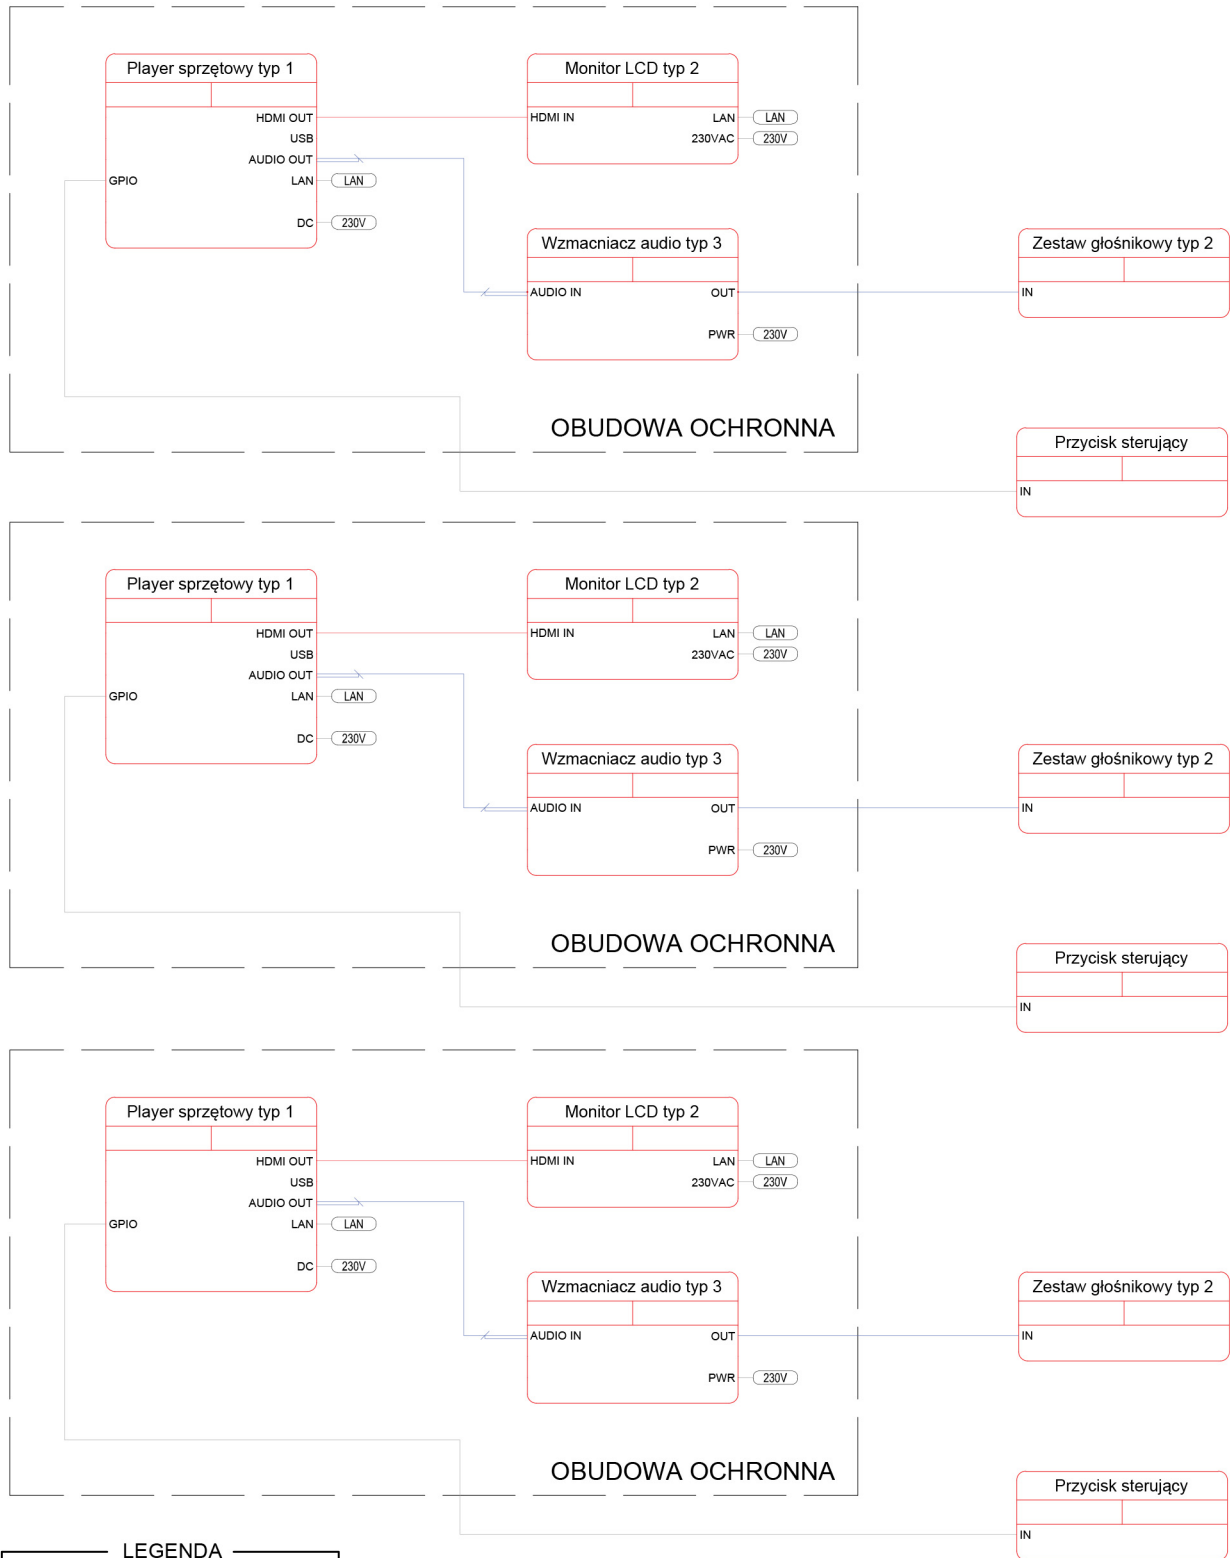 Player sprzętowy typ 1
Monitor LCD typ 2
HDMI OUT
HDMI IN
LAN
LAN
USB
230VAC
230V
AUDIO OUT
GPIO
LAN
LAN
DC
230V
Wzmacniacz audio typ 3
Zestaw głośnikowy typ 2
AUDIO IN
OUT
IN
PWR
230V
OBUDOWA OCHRONNA
Przycisk sterujący
IN
Player sprzętowy typ 1
Monitor LCD typ 2
HDMI OUT
HDMI IN
LAN
LAN
USB
230VAC
230V
AUDIO OUT
GPIO
LAN
LAN
DC
230V
Wzmacniacz audio typ 3
Zestaw głośnikowy typ 2
AUDIO IN
OUT
IN
PWR
230V
OBUDOWA OCHRONNA
Przycisk sterujący
IN
Player sprzętowy typ 1
Monitor LCD typ 2
HDMI OUT
HDMI IN
LAN
LAN
USB
230VAC
230V
AUDIO OUT
GPIO
LAN
LAN
DC
230V
Wzmacniacz audio typ 3
Zestaw głośnikowy typ 2
AUDIO IN
OUT
IN
PWR
230V
OBUDOWA OCHRONNA
Przycisk sterujący
IN
LEGENDA